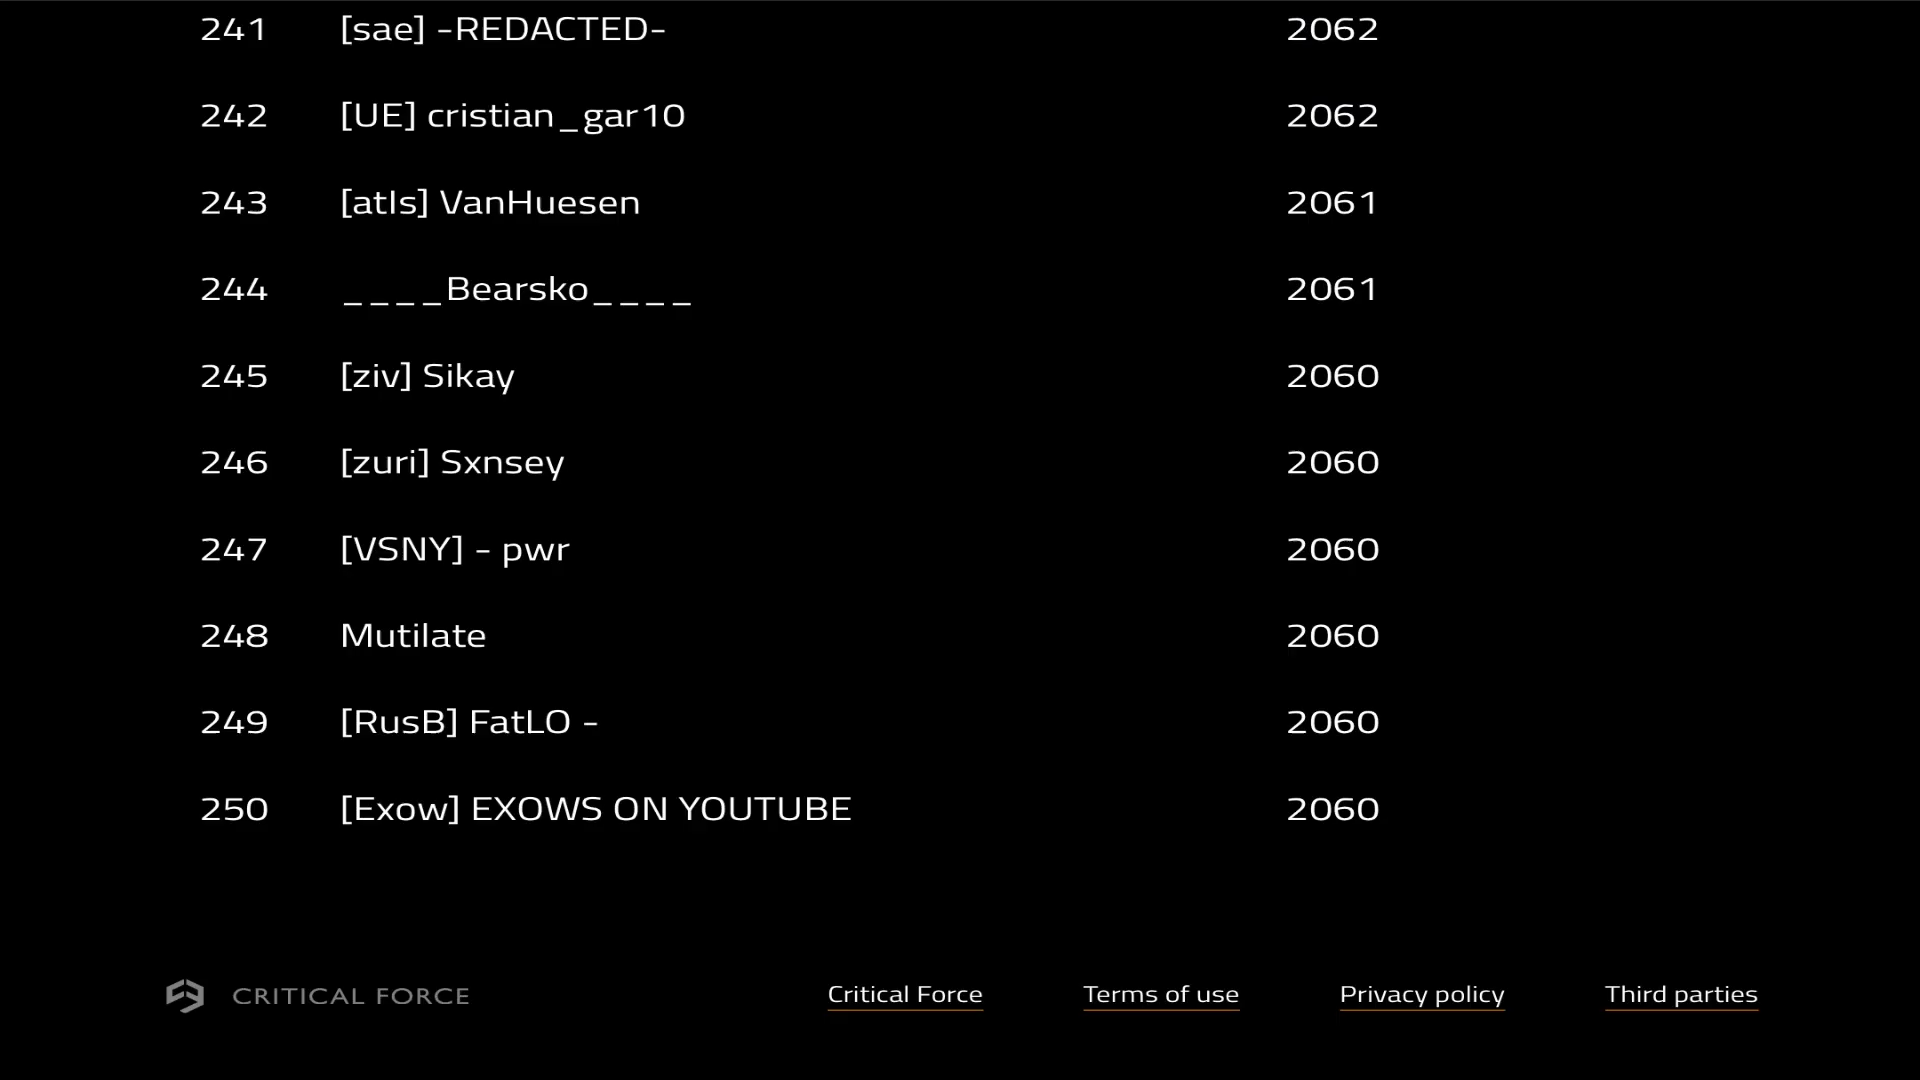 241 [sae] -REDACTED- 2062
242 [UE] cristian_gar10 2062
243 [atls] VanHuesen 2061
244 ____Bearsko____ 2061
245 [ziv] Sikay 2060
246 [zuri] Sxnsey 2060
247 [VSNY] - pwr 2060
248 Mutilate 2060
249 [RusB] FatLO - 2060
250 [Exow] EXOWS ON YOUTUBE 2060
CRITICAL FORCE Critical Force Terms of use Privacy policy Third parties